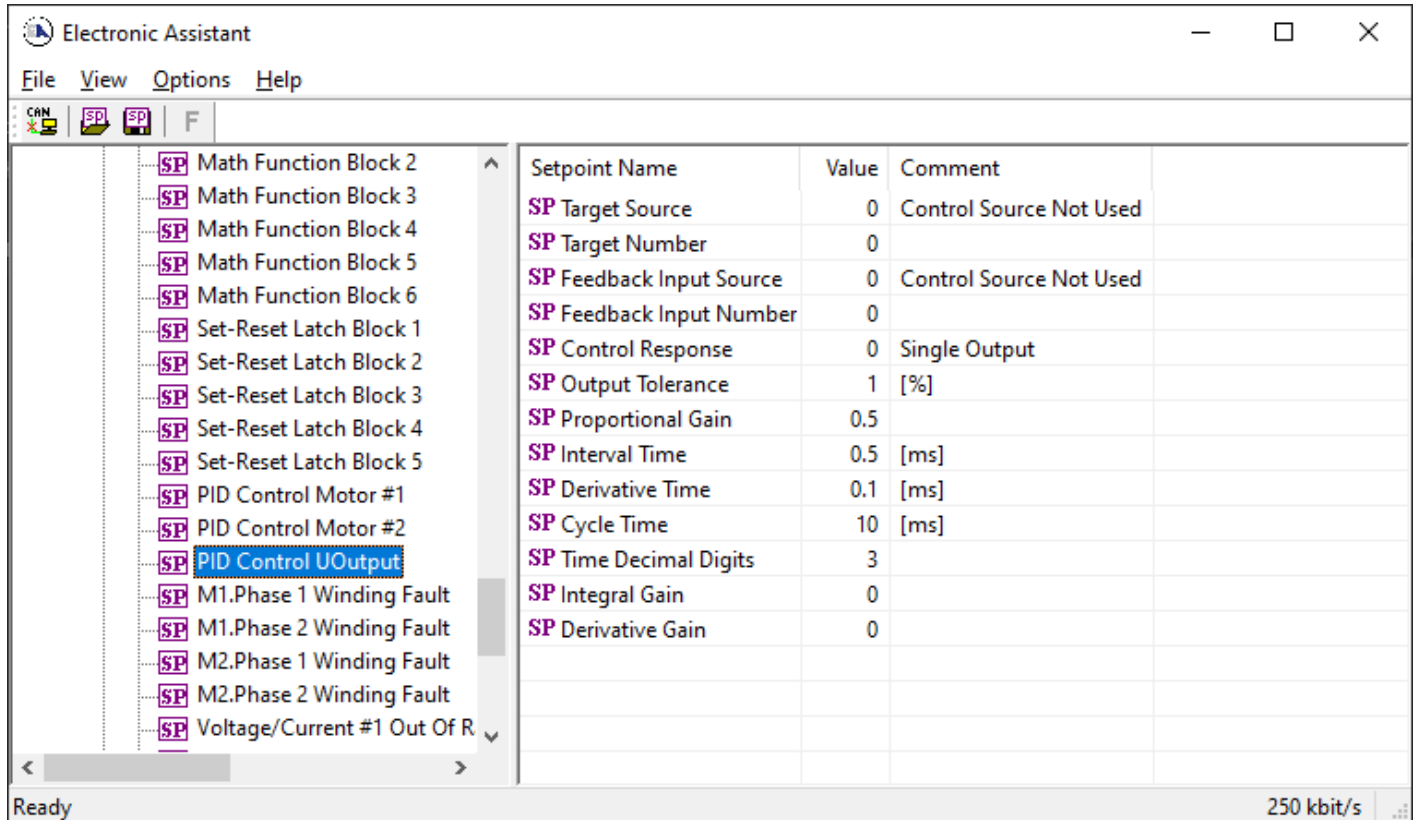 Electronic Assistant
File View Options Help
CAN SP SP F
SP Math Function Block 2
SP Math Function Block 3
SP Math Function Block 4
SP Math Function Block 5
SP Math Function Block 6
SP Set-Reset Latch Block 1
SP Set-Reset Latch Block 2
SP Set-Reset Latch Block 3
SP Set-Reset Latch Block 4
SP Set-Reset Latch Block 5
SP PID Control Motor #1
SP PID Control Motor #2
SP PID Control UOutput
SP M1.Phase 1 Winding Fault
SP M1.Phase 2 Winding Fault
SP M2.Phase 1 Winding Fault
SP M2.Phase 2 Winding Fault
SP Voltage/Current #1 Out Of R
Setpoint Name Value Comment
SP Target Source 0 Control Source Not Used
SP Target Number 0
SP Feedback Input Source 0 Control Source Not Used
SP Feedback Input Number 0
SP Control Response 0 Single Output
SP Output Tolerance 1 [%]
SP Proportional Gain 0.5
SP Interval Time 0.5 [ms]
SP Derivative Time 0.1 [ms]
SP Cycle Time 10 [ms]
SP Time Decimal Digits 3
SP Integral Gain 0
SP Derivative Gain 0
Ready 250 kbit/s